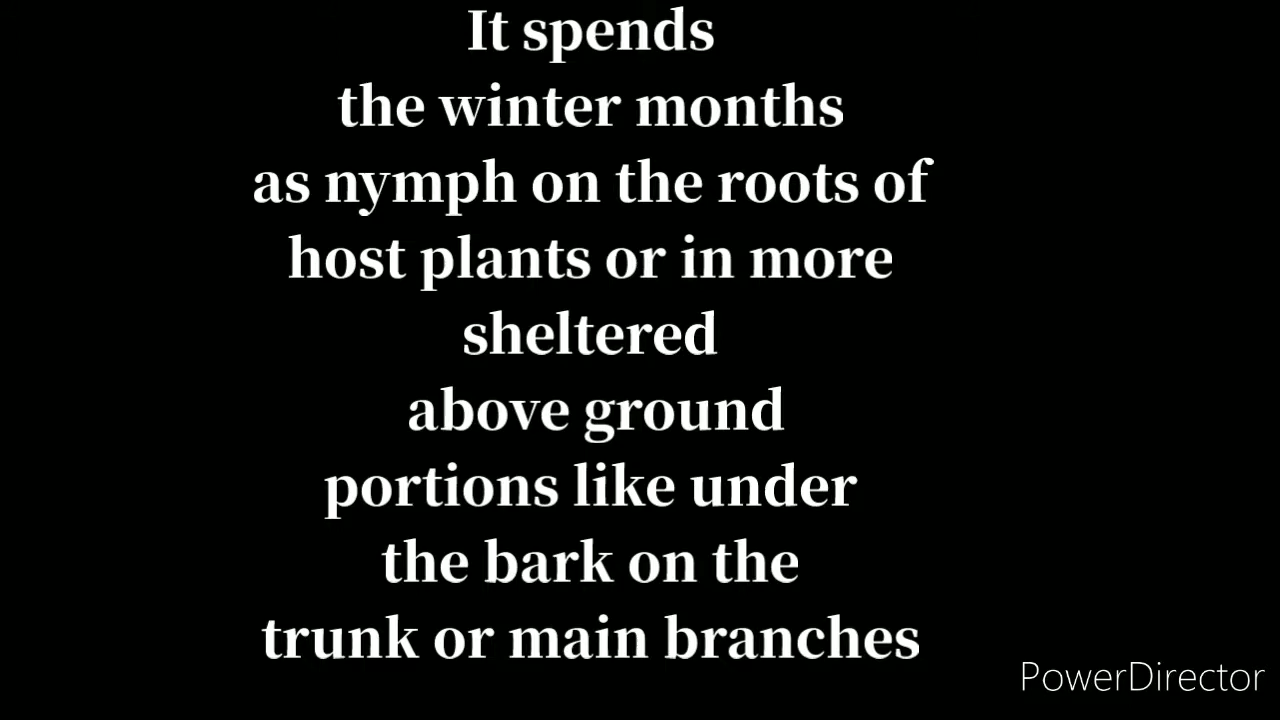 It spends
the winter months
as nymph on the roots of
host plants or in more
sheltered
above ground
portions like under
the bark on the
trunk or main branches
PowerDirector